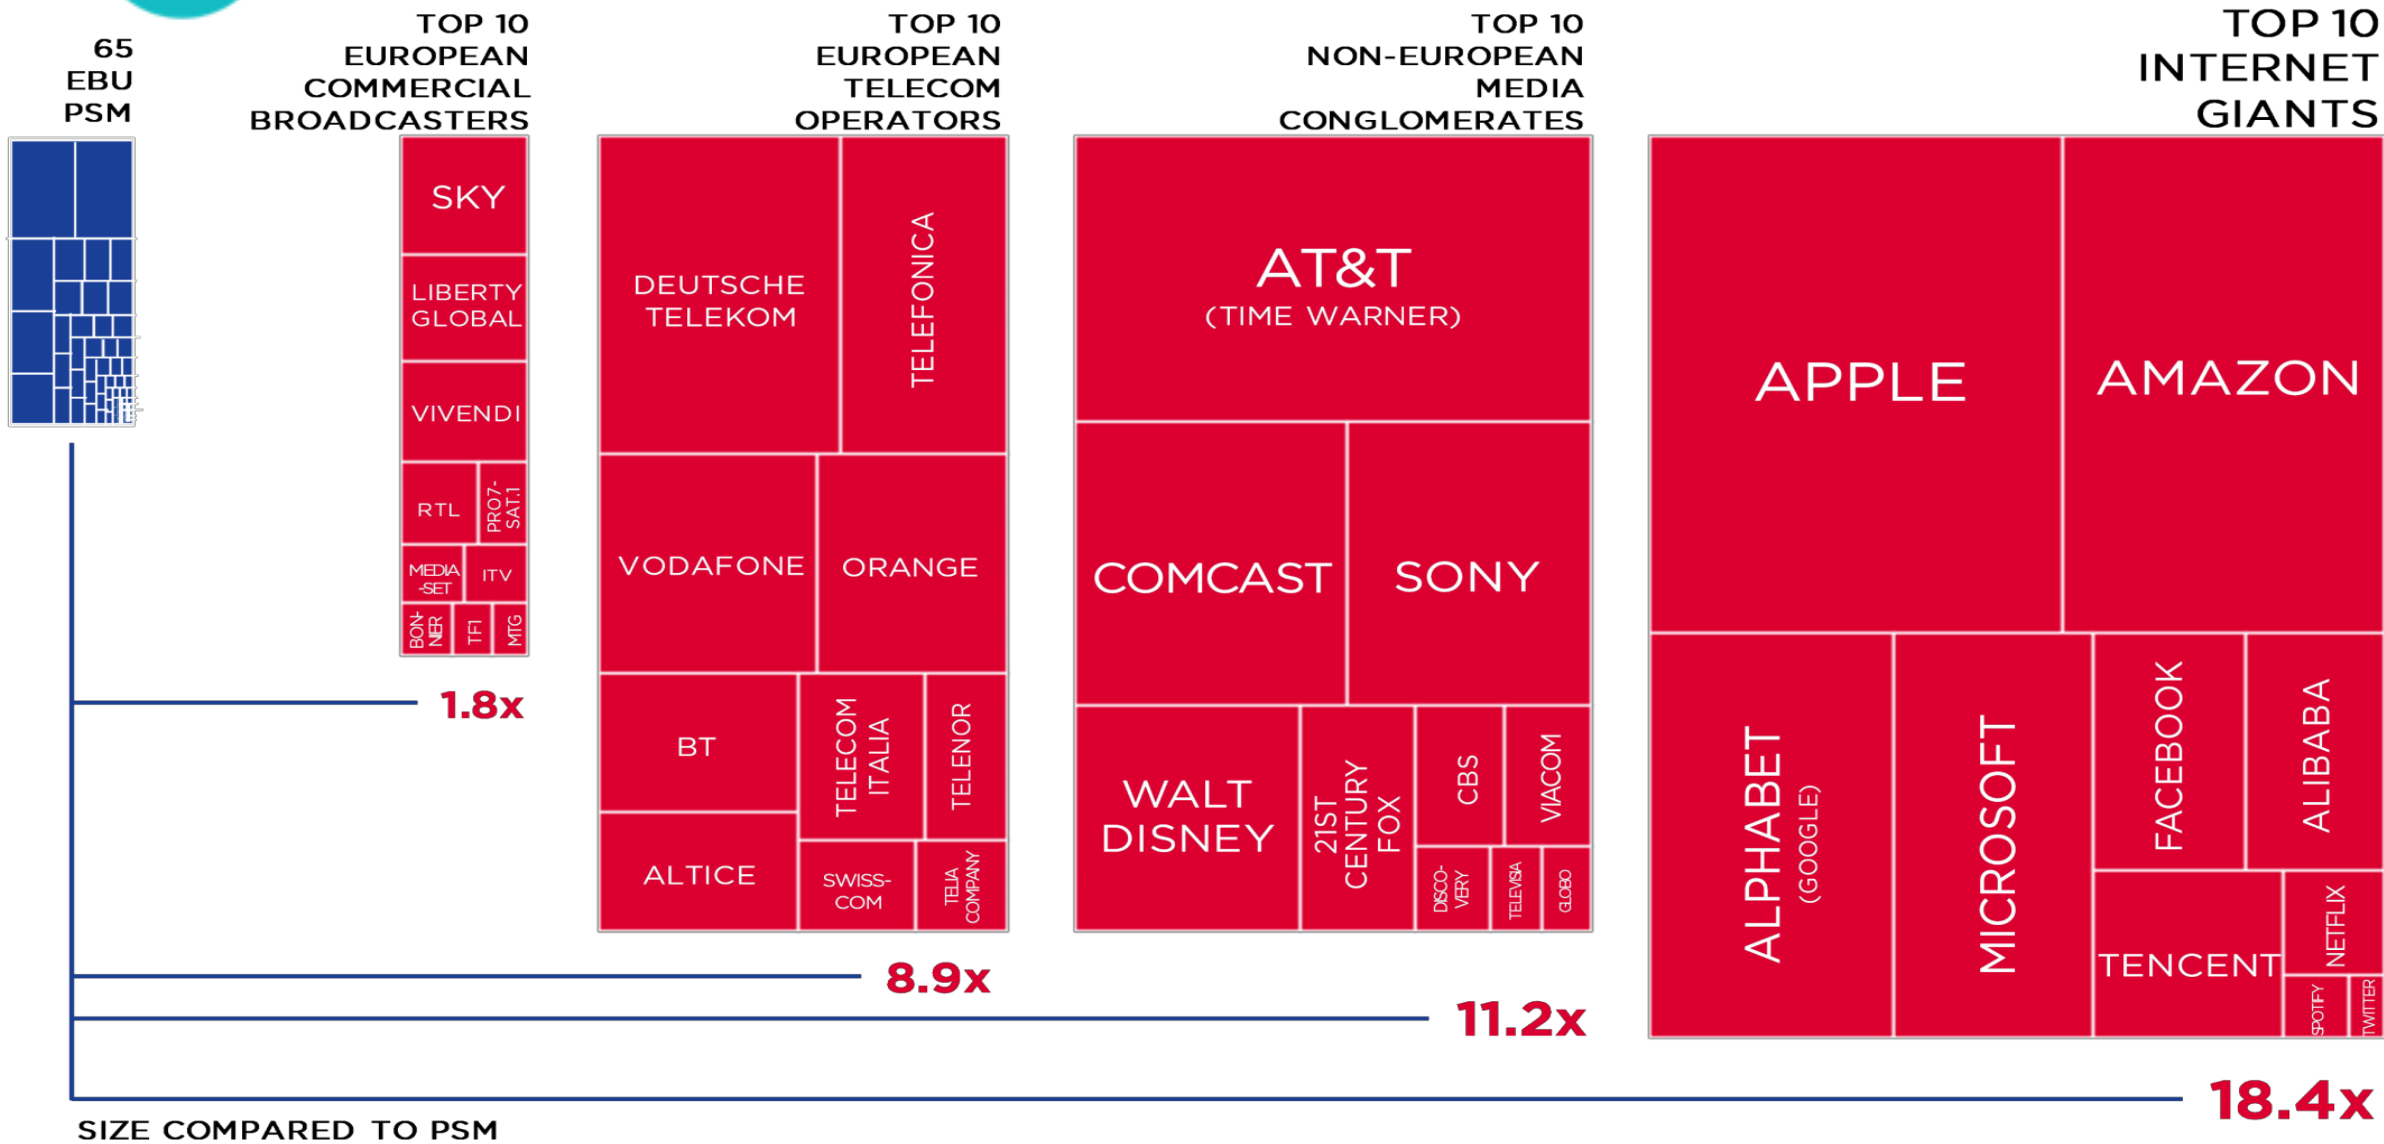 65
EBU
PSM
TOP 10
EUROPEAN
COMMERCIAL
BROADCASTERS
SKY
LIBERTY
GLOBAL
VIVENDI
RTL
PRO7-
SAT.1
MEDIA
-SET
ITV
BON-
NIER
TF1
MTG
1.8x
TOP 10
EUROPEAN
TELECOM
OPERATORS
DEUTSCHE
TELEKOM
TELEFONICA
VODAFONE
ORANGE
BT
TELECOM
ITALIA
TELENOR
ALTICE
SWISS-
COM
TELIA
COMPANY
8.9x
TOP 10
NON-EUROPEAN
MEDIA
CONGLOMERATES
AT&T
(TIME WARNER)
COMCAST
SONY
WALT
DISNEY
21ST
CENTURY
FOX
CBS
VIACOM
DISCO-
VERY
TELEVISIA
GLOBO
11.2x
TOP 10
INTERNET
GIANTS
APPLE
AMAZON
ALPHABET
(GOOGLE)
MICROSOFT
FACEBOOK
ALIBABA
TENCENT
NETFLIX
SPOTIFY
TWITTER
18.4x
SIZE COMPARED TO PSM